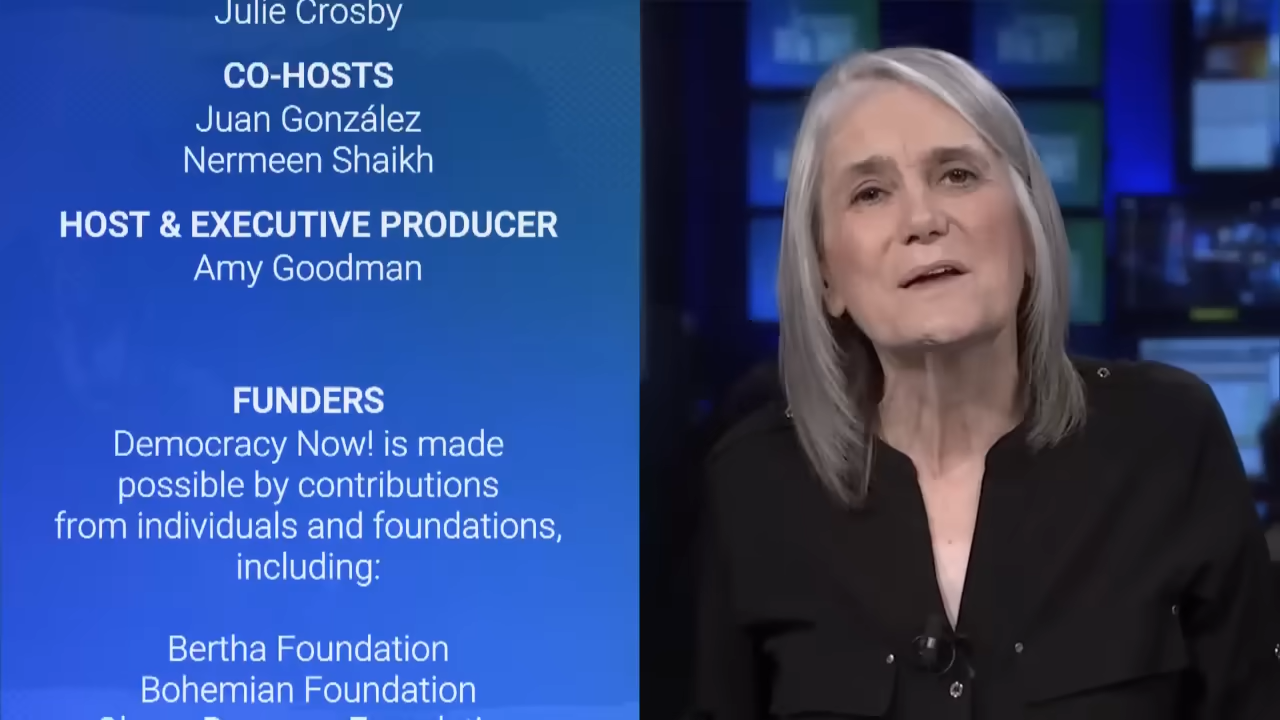 Julie Crosby
CO-HOSTS
Juan González
Nermeen Shaikh
HOST & EXECUTIVE PRODUCER
Amy Goodman
FUNDERS
Democracy Now! is made
possible by contributions
from individuals and foundations,
including:
Bertha Foundation
Bohemian Foundation